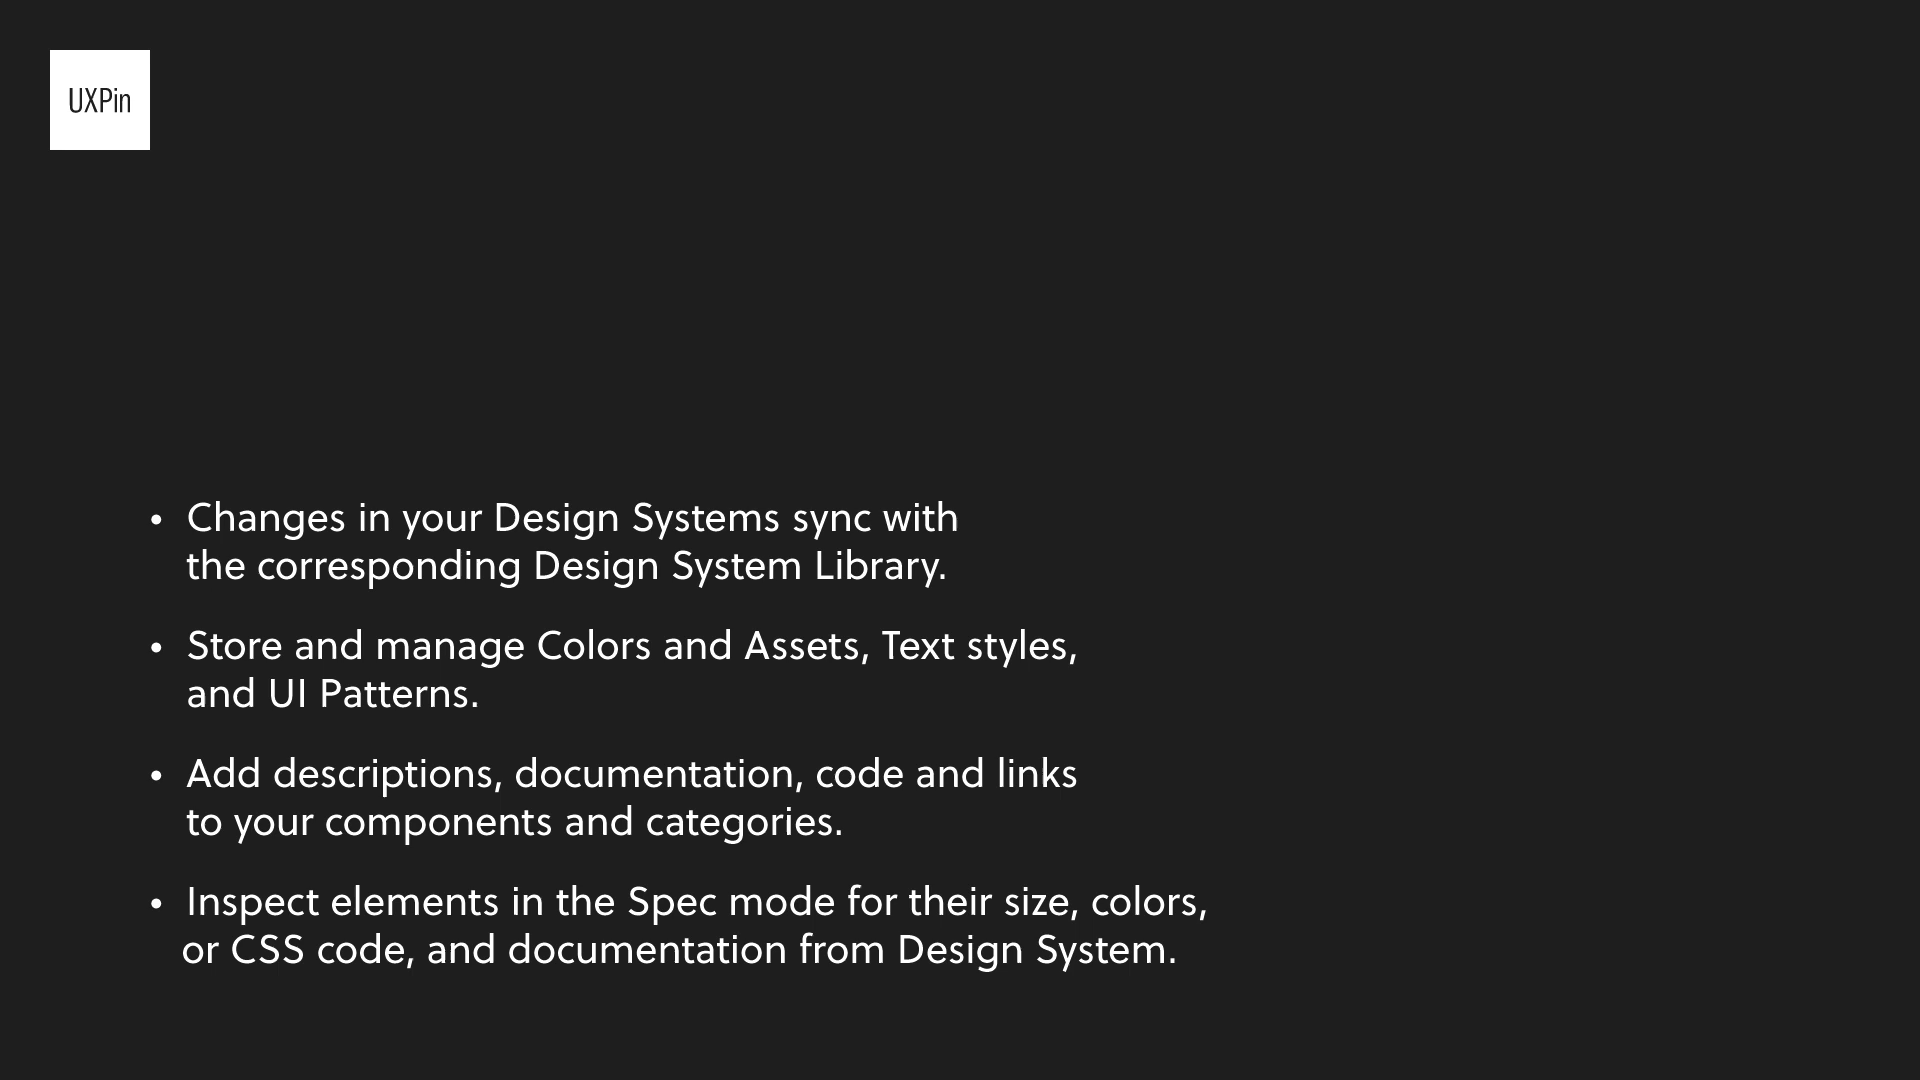 UXPin
• Changes in your Design Systems sync with
the corresponding Design System Library.
• Store and manage Colors and Assets, Text styles,
and UI Patterns.
• Add descriptions, documentation, code and links
to your components and categories.
• Inspect elements in the Spec mode for their size, colors,
or CSS code, and documentation from Design System.